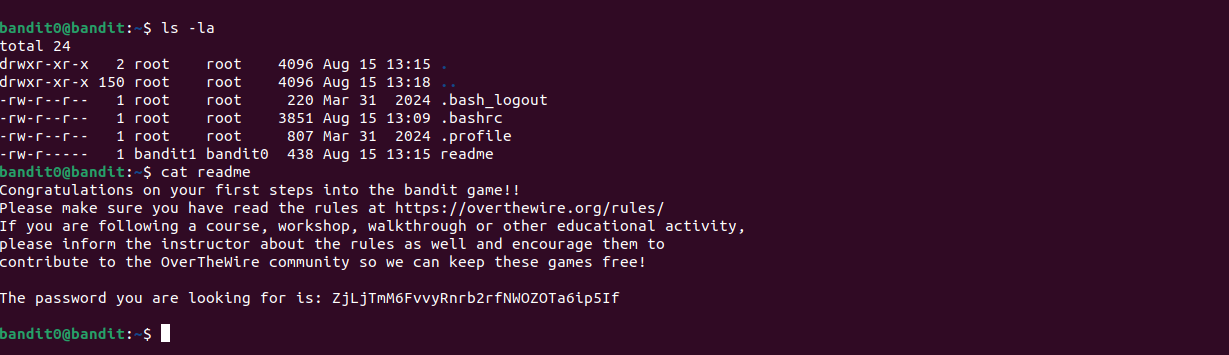 bandit0@bandit:~$ ls -la
total 24
drwxr-xr-x   2 root    root    4096 Aug 15 13:15 .
drwxr-xr-x 150 root    root    4096 Aug 15 13:18 ..
-rw-r--r--   1 root    root     220 Mar 31  2024 .bash_logout
-rw-r--r--   1 root    root    3851 Aug 15 13:09 .bashrc
-rw-r--r--   1 root    root     807 Mar 31  2024 .profile
-rw-r-----   1 bandit1 bandit0  438 Aug 15 13:15 readme
bandit0@bandit:~$ cat readme
Congratulations on your first steps into the bandit game!!
Please make sure you have read the rules at https://overthewire.org/rules/
If you are following a course, workshop, walkthrough or other educational activity,
please inform the instructor about the rules as well and encourage them to
contribute to the OverTheWire community so we can keep these games free!

The password you are looking for is: ZjLjTmM6FvvyRnrb2rfNWOZOTa6ip5If

bandit0@bandit:~$